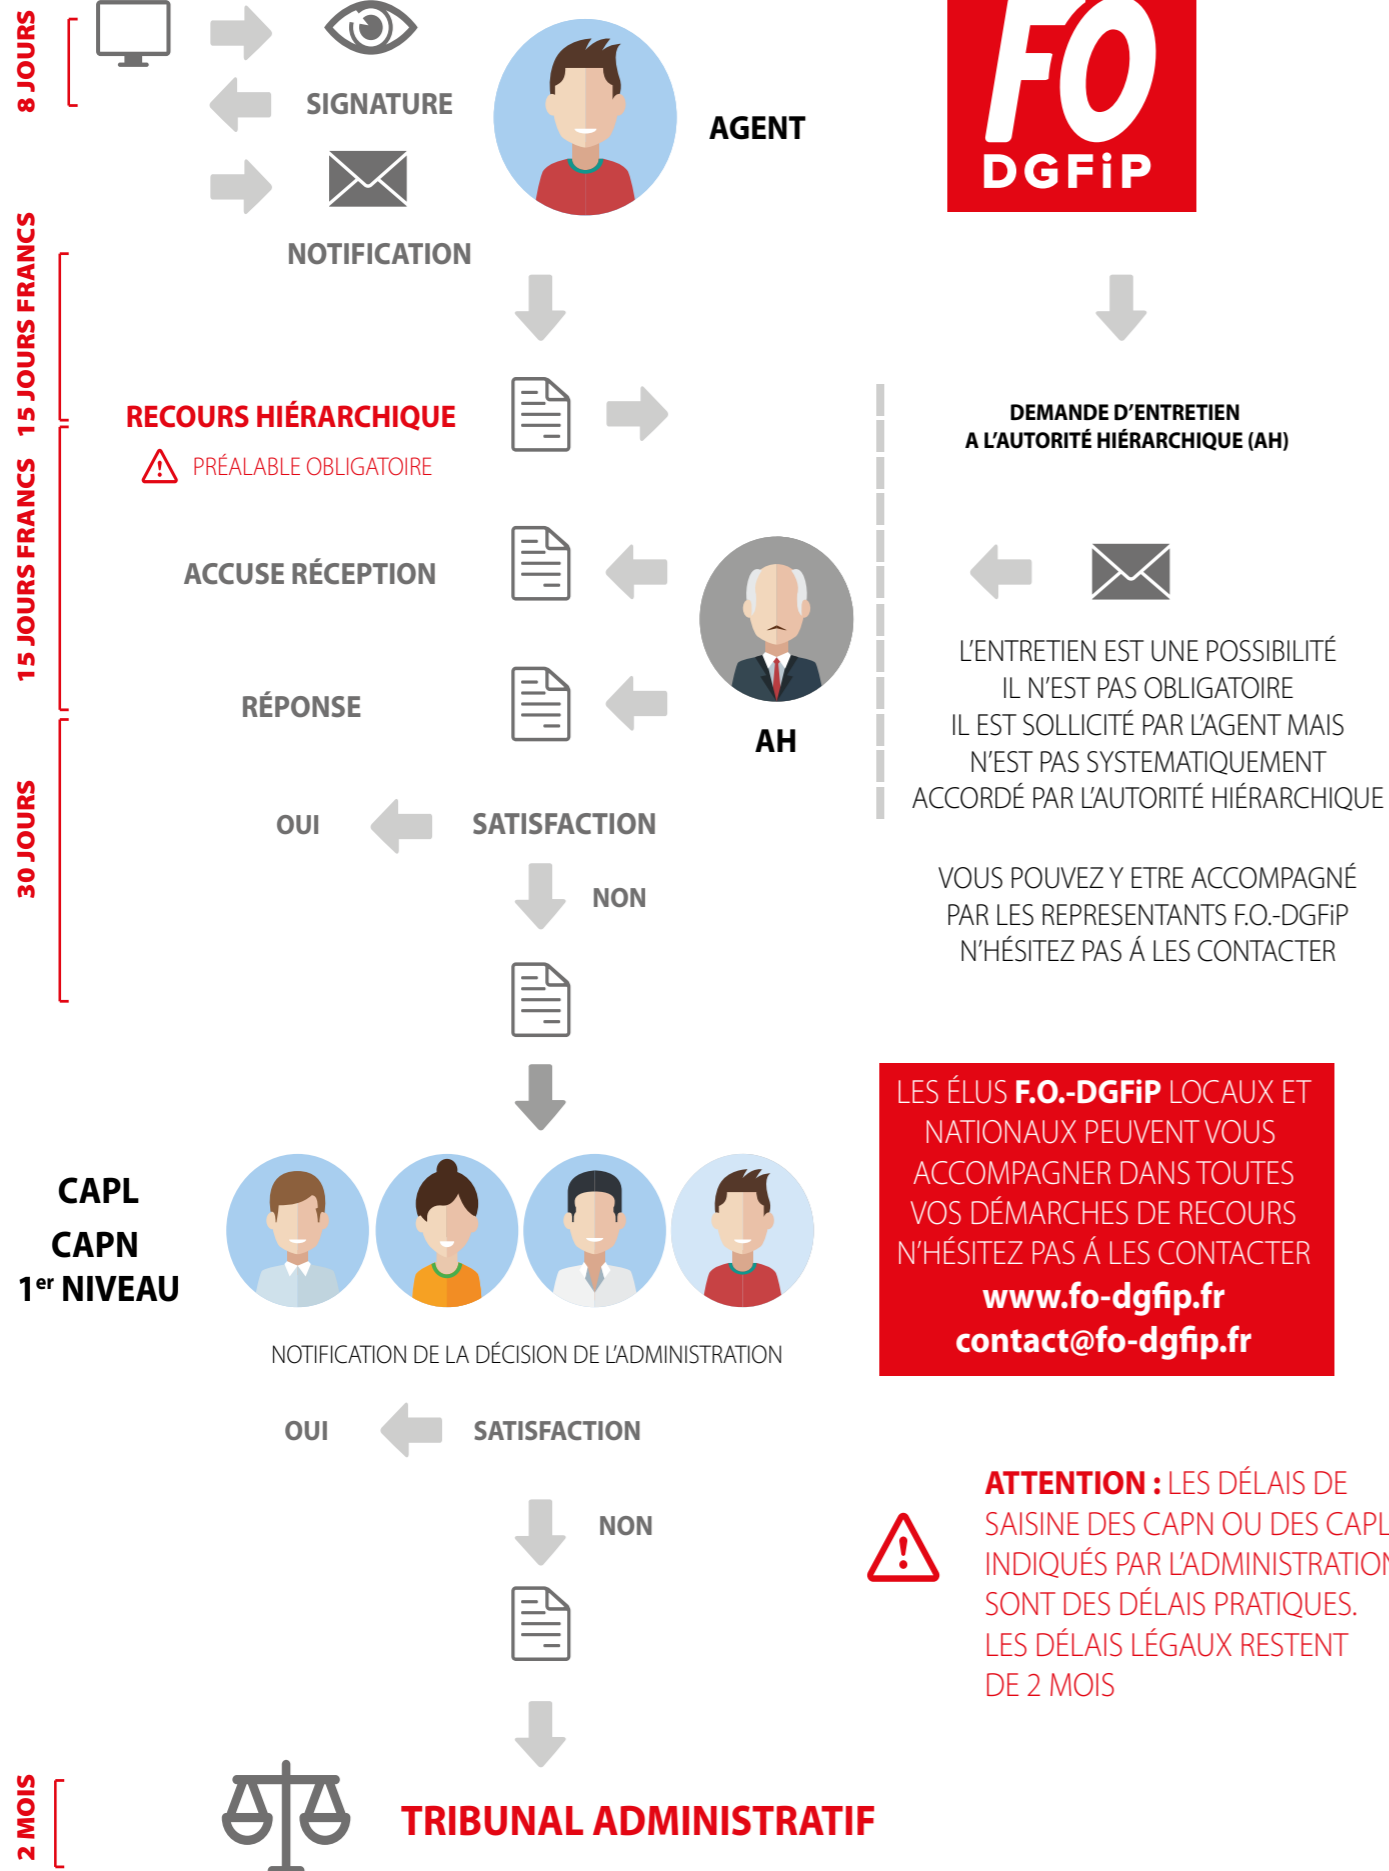 8 JOURS
SIGNATURE
AGENT
FO
DGFiP
NOTIFICATION
15 JOURS FRANCS
RECOURS HIÉRARCHIQUE
PRÉALABLE OBLIGATOIRE
DEMANDE D'ENTRETIEN
A L'AUTORITÉ HIÉRARCHIQUE (AH)
15 JOURS FRANCS
ACCUSE RÉCEPTION
RÉPONSE
AH
L'ENTRETIEN EST UNE POSSIBILITÉ
IL N'EST PAS OBLIGATOIRE
IL EST SOLLICITÉ PAR L'AGENT MAIS
N'EST PAS SYSTEMATIQUEMENT
ACCORDÉ PAR L'AUTORITÉ HIÉRARCHIQUE
30 JOURS
OUI
SATISFACTION
NON
VOUS POUVEZ Y ETRE ACCOMPAGNÉ
PAR LES REPRESENTANTS F.O.-DGFiP
N'HÉSITEZ PAS Á LES CONTACTER
LES ÉLUS F.O.-DGFiP LOCAUX ET
NATIONAUX PEUVENT VOUS
ACCOMPAGNER DANS TOUTES
VOS DÉMARCHES DE RECOURS
N'HÉSITEZ PAS Á LES CONTACTER
www.fo-dgfip.fr
contact@fo-dgfip.fr
CAPL
CAPN
1er NIVEAU
NOTIFICATION DE LA DÉCISION DE L'ADMINISTRATION
OUI
SATISFACTION
NON
ATTENTION : LES DÉLAIS DE
SAISINE DES CAPN OU DES CAPL
INDIQUÉS PAR L'ADMINISTRATION
SONT DES DÉLAIS PRATIQUES.
LES DÉLAIS LÉGAUX RESTENT
DE 2 MOIS
2 MOIS
TRIBUNAL ADMINISTRATIF